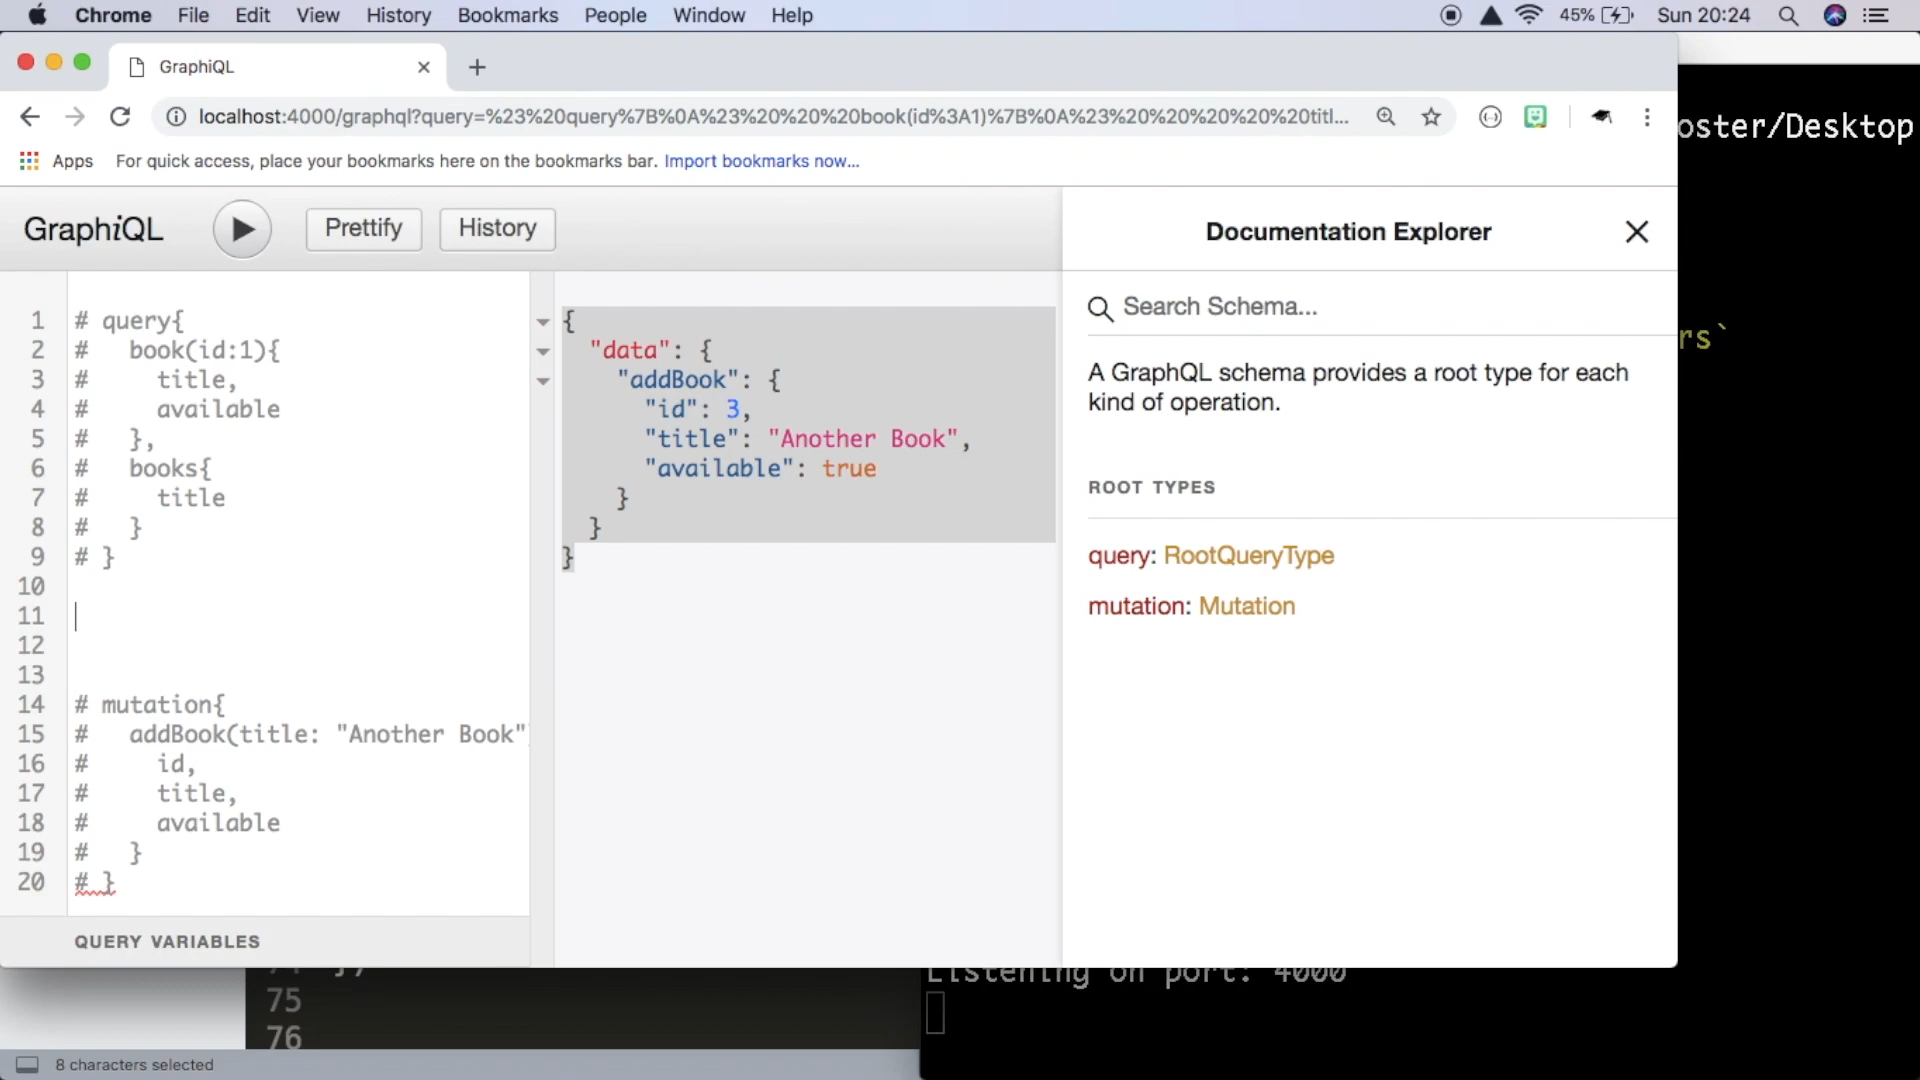 Chrome File Edit View History Bookmarks People Window Help 45% Sun 20:24
GraphiQL
localhost:4000/graphql?query=%23%20query%7B%0A%23%20%20%20book(id%3A1)%7B%0A%23%20%20%20%20%20titl...
Apps For quick access, place your bookmarks here on the bookmarks bar. Import bookmarks now...
oster/Desktop
GraphiQL Prettify History
Documentation Explorer
Search Schema...
rs`
A GraphQL schema provides a root type for each
kind of operation.
ROOT TYPES
query: RootQueryType
mutation: Mutation
1 # query{
2 #   book(id:1){
3 #     title,
4 #     available
5 #   },
6 #   books{
7 #     title
8 #   }
9 # }
10
11
12
13
14 # mutation{
15 #   addBook(title: "Another Book"
16 #     id,
17 #     title,
18 #     available
19 #   }
20 # }
{
"data": {
"addBook": {
"id": 3,
"title": "Another Book",
"available": true
}
}
}
QUERY VARIABLES
75
76
Listening on port: 4000
8 characters selected